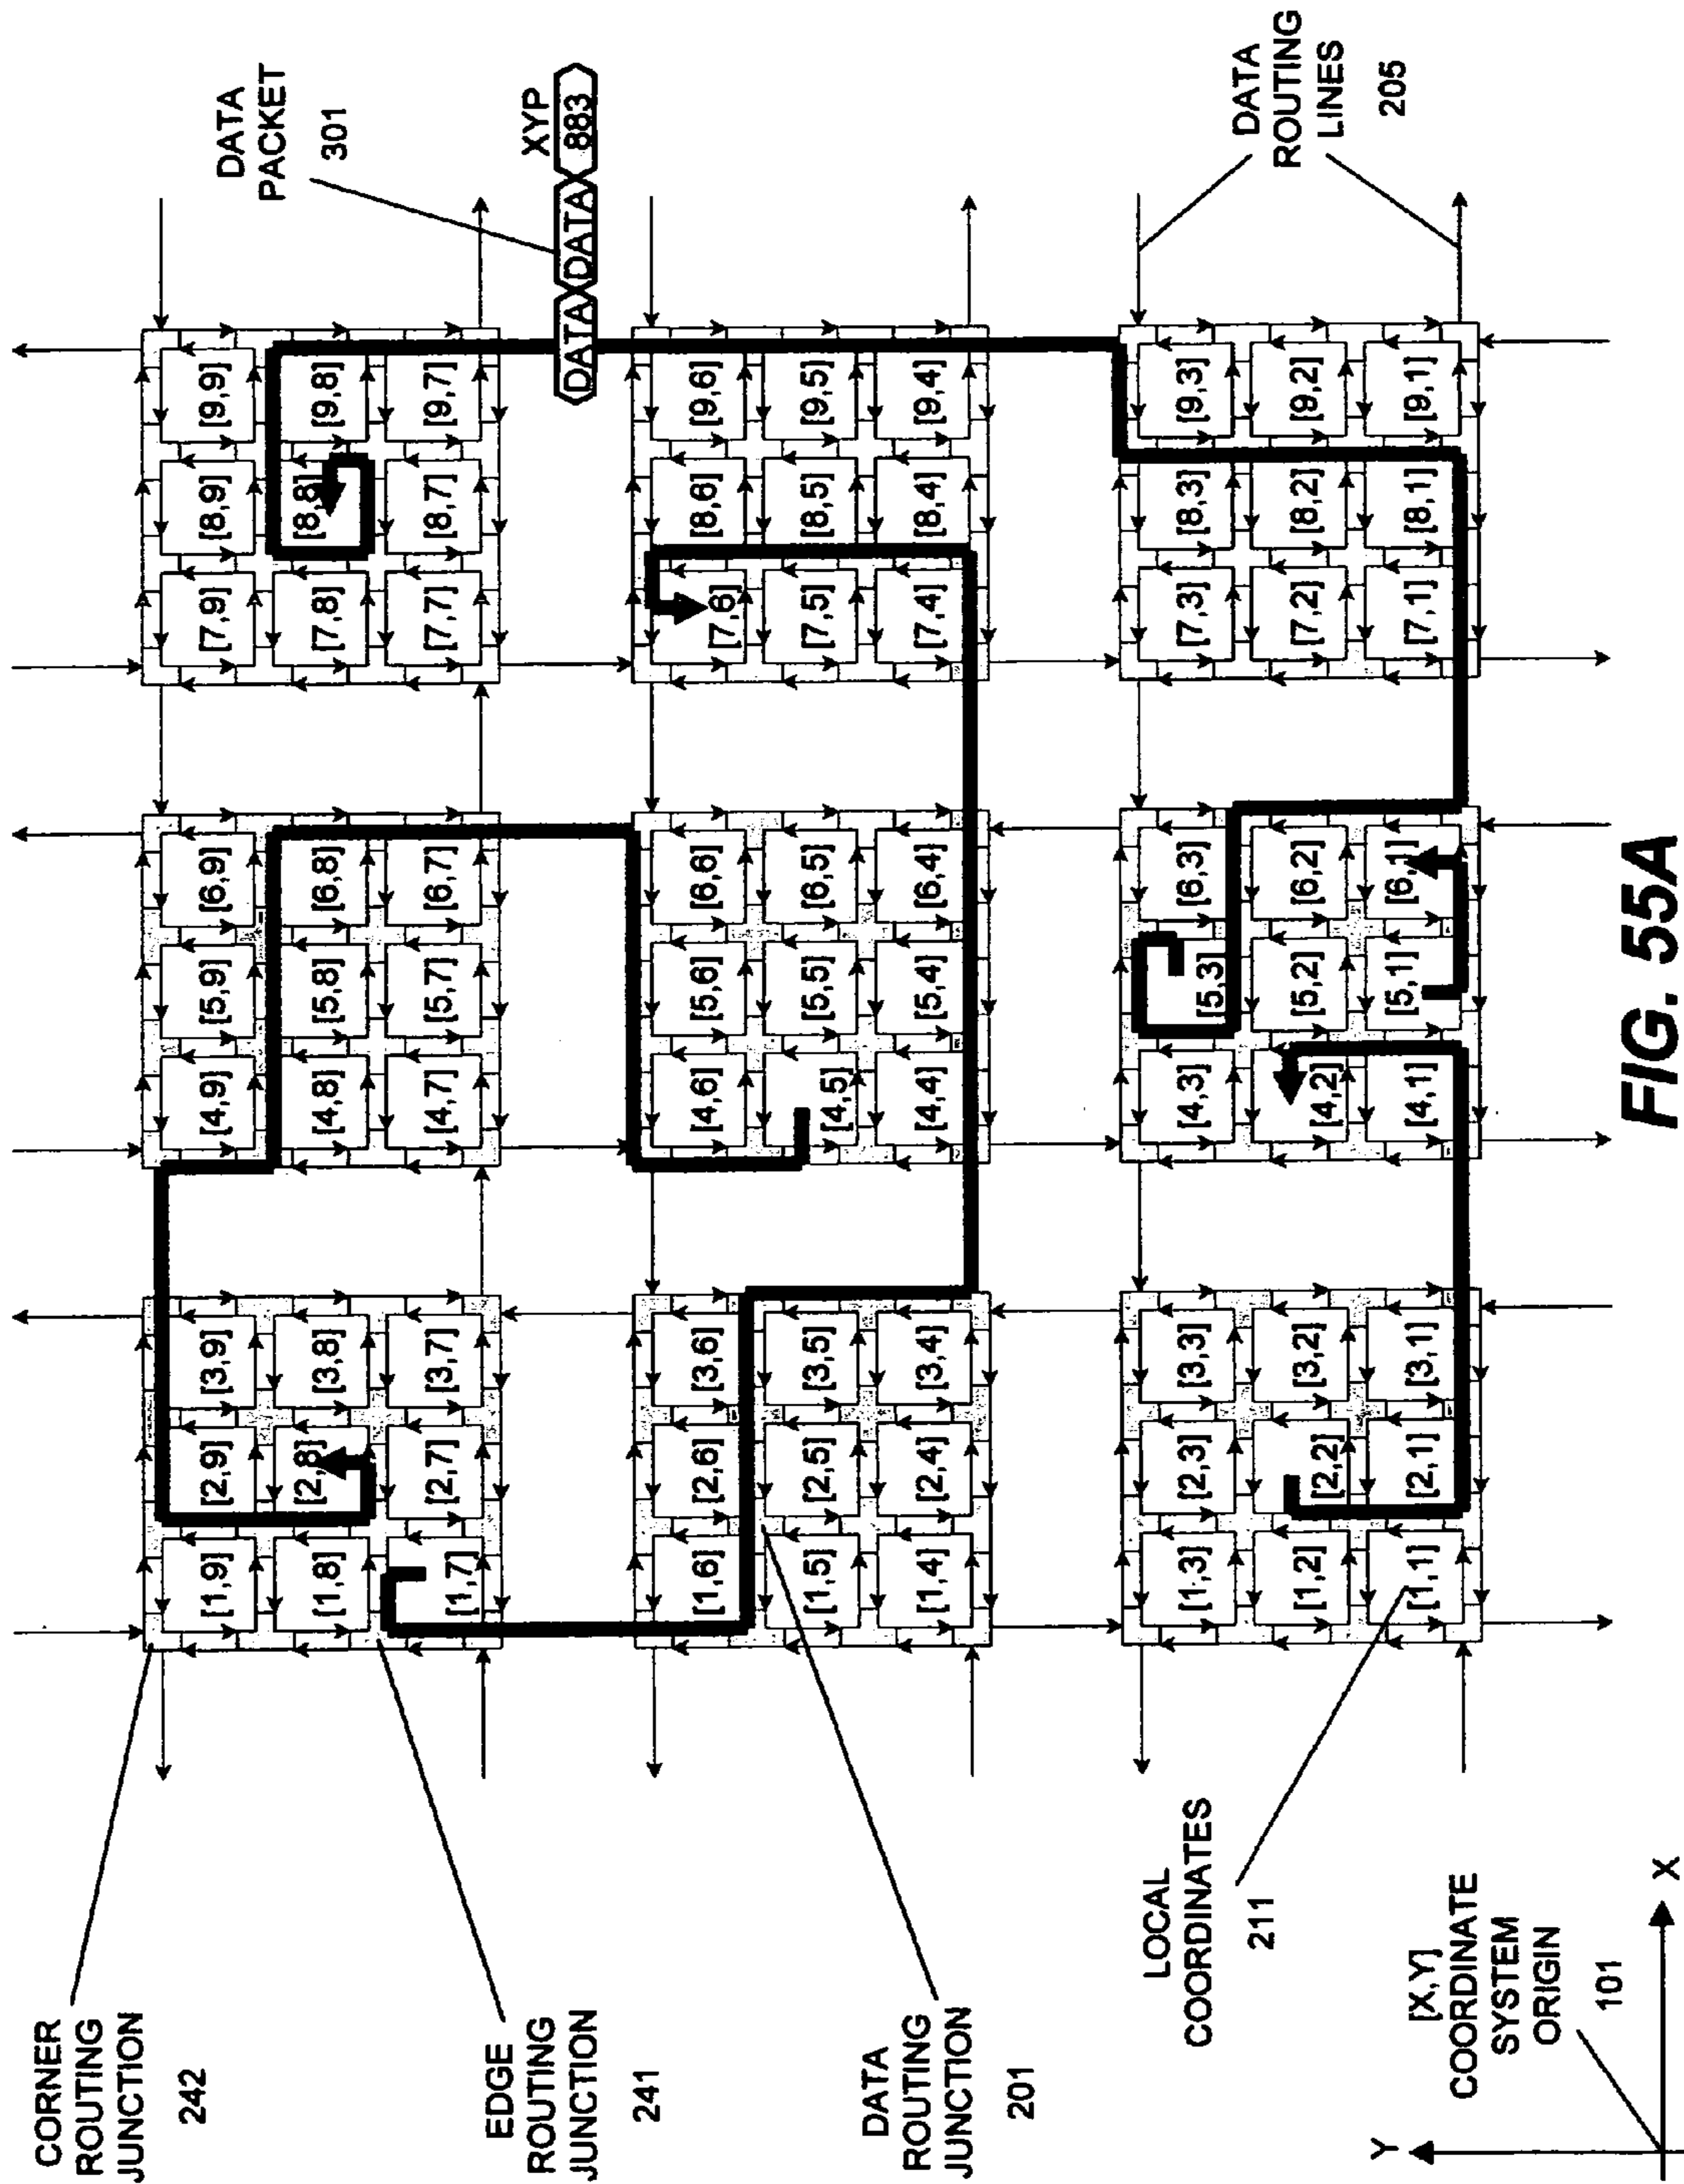 CORNER
ROUTING
JUNCTION
242
EDGE
ROUTING
JUNCTION
241
DATA
ROUTING
JUNCTION
201
LOCAL
COORDINATES
211
[X,Y]
COORDINATE
SYSTEM
ORIGIN
101
Y
X
DATA
PACKET
301
XYP
DATA DATA 883
DATA
ROUTING
LINES
205
[1,9] [2,9] [3,9] [4,9] [5,9] [6,9] [7,9] [8,9] [9,9]
[1,8] [2,8] [3,8] [4,8] [5,8] [6,8] [7,8] [8,8] [9,8]
[1,7] [2,7] [3,7] [4,7] [5,7] [6,7] [7,7] [8,7] [9,7]
[1,6] [2,6] [3,6] [4,6] [5,6] [6,6] [7,6] [8,6] [9,6]
[1,5] [2,5] [3,5] [4,5] [5,5] [6,5] [7,5] [8,5] [9,5]
[1,4] [2,4] [3,4] [4,4] [5,4] [6,4] [7,4] [8,4] [9,4]
[1,3] [2,3] [3,3] [4,3] [5,3] [6,3] [7,3] [8,3] [9,3]
[1,2] [2,2] [3,2] [4,2] [5,2] [6,2] [7,2] [8,2] [9,2]
[1,1] [2,1] [3,1] [4,1] [5,1] [6,1] [7,1] [8,1] [9,1]
FIG. 55A